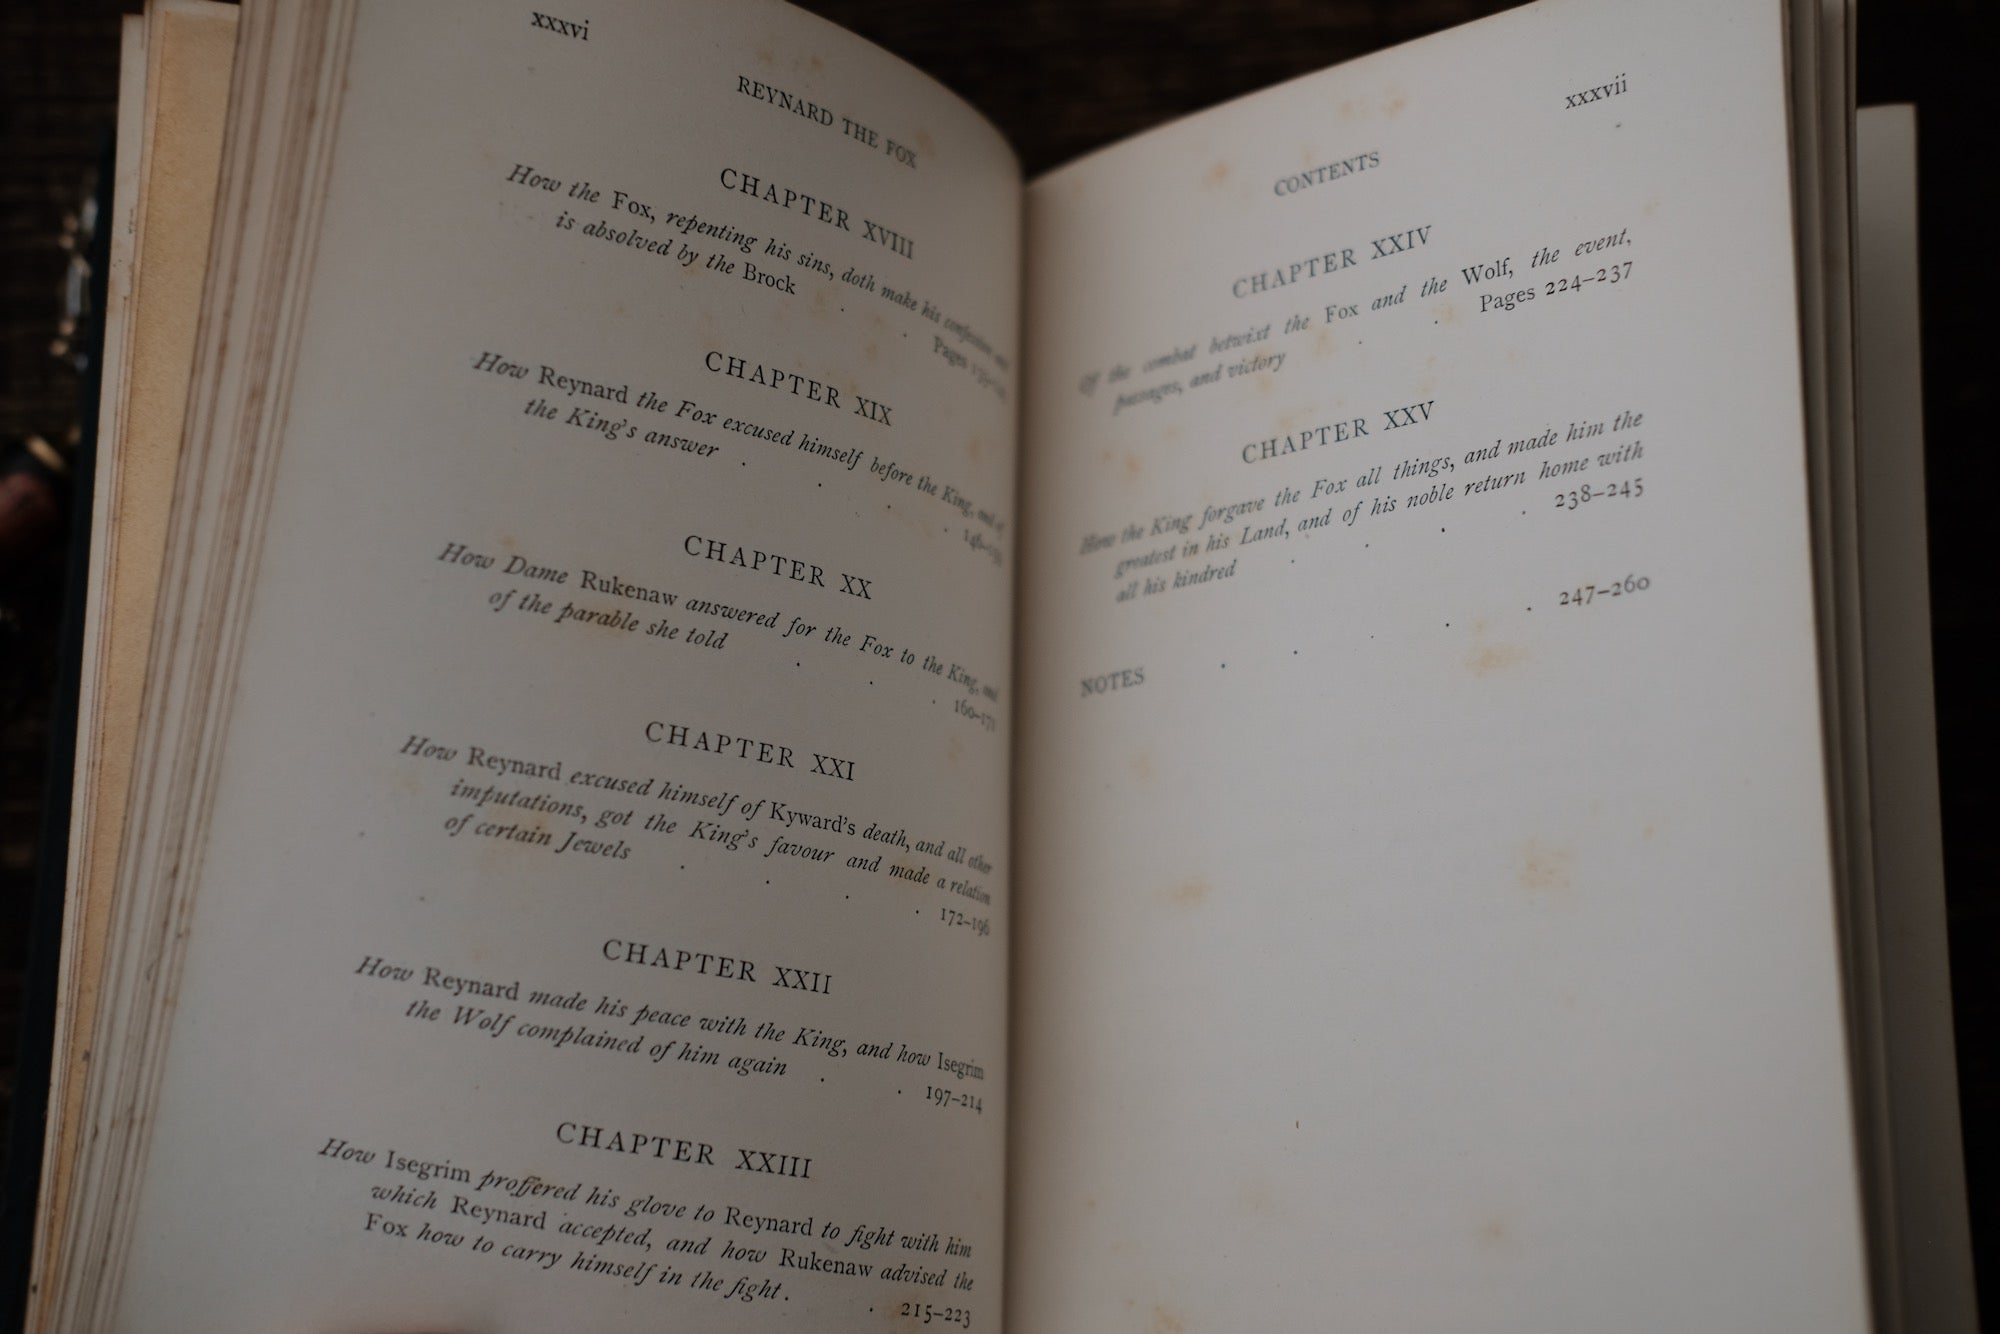 xxxvi
REYNARD THE FOX
CHAPTER XVIII
How the Fox, repenting his sins, doth make his confession and
is absolved by the Brock . . Pages
CHAPTER XIX
How Reynard the Fox excused himself before the King, and of
the King's answer . . . .
CHAPTER XX
How Dame Rukenaw answered for the Fox to the King, and
of the parable she told . . . 160–171
CHAPTER XXI
How Reynard excused himself of Kyward's death, and all other
imputations, got the King's favour and made a relation
of certain Jewels . . . . 172–196
CHAPTER XXII
How Reynard made his peace with the King, and how Isegrim
the Wolf complained of him again . . 197–214
CHAPTER XXIII
How Isegrim proffered his glove to Reynard to fight with him
which Reynard accepted, and how Rukenaw advised the
Fox how to carry himself in the fight . . 215–223
xxxvii
CONTENTS
CHAPTER XXIV
Of the combat betwixt the Fox and the Wolf, the event,
passages, and victory . . Pages 224–237
CHAPTER XXV
How the King forgave the Fox all things, and made him the
greatest in his Land, and of his noble return home with
all his kindred . . . . 238–245
NOTES . . . . . 247–260